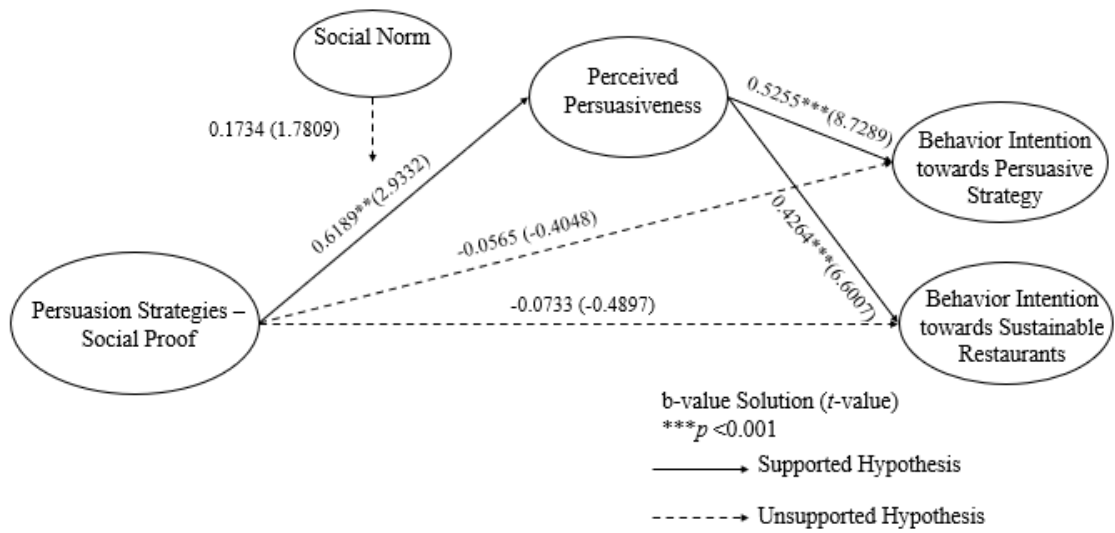 Social Norm
0.1734 (1.7809)
Perceived
Persuasiveness
0.5255***(8.7289)
Behavior Intention
towards Persuasive
Strategy
0.6189**(2.9332)
-0.0565 (-0.4048)
0.4264***(6.6007)
Persuasion Strategies –
Social Proof
-0.0733 (-0.4897)
Behavior Intention
towards Sustainable
Restaurants
b-value Solution (t-value)
***p <0.001
Supported Hypothesis
Unsupported Hypothesis